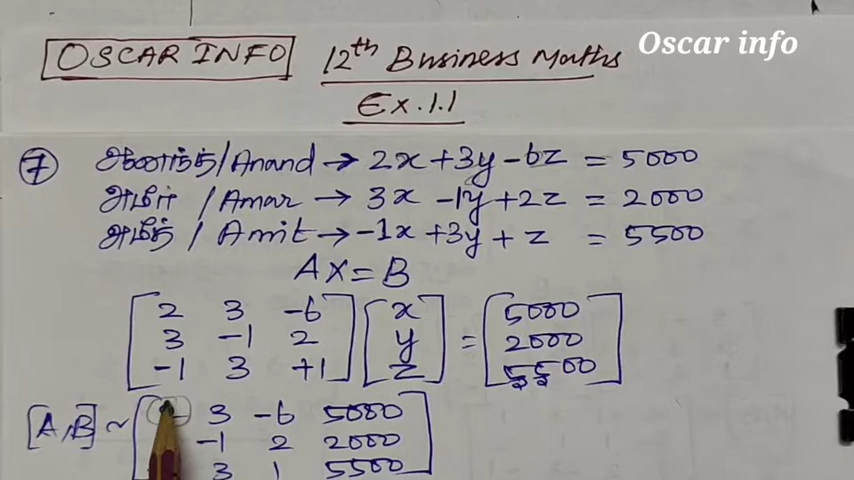 OSCAR INFO 12th Business Maths Oscar info
Ex.1.1
7 ஆனந்த்/Anand → 2x + 3y - 6z = 5000
அமர் / Amar → 3x - 1y + 2z = 2000
அமித் / Amit → -1x + 3y + z = 5500
AX = B
[2 3 -6] [x] = [5000]
[3 -1 2] [y] [2000]
[-1 3 +1] [z] [5500]
[A,B] ~ [3 -6 5000]
-1 2 2000
3 1 5500